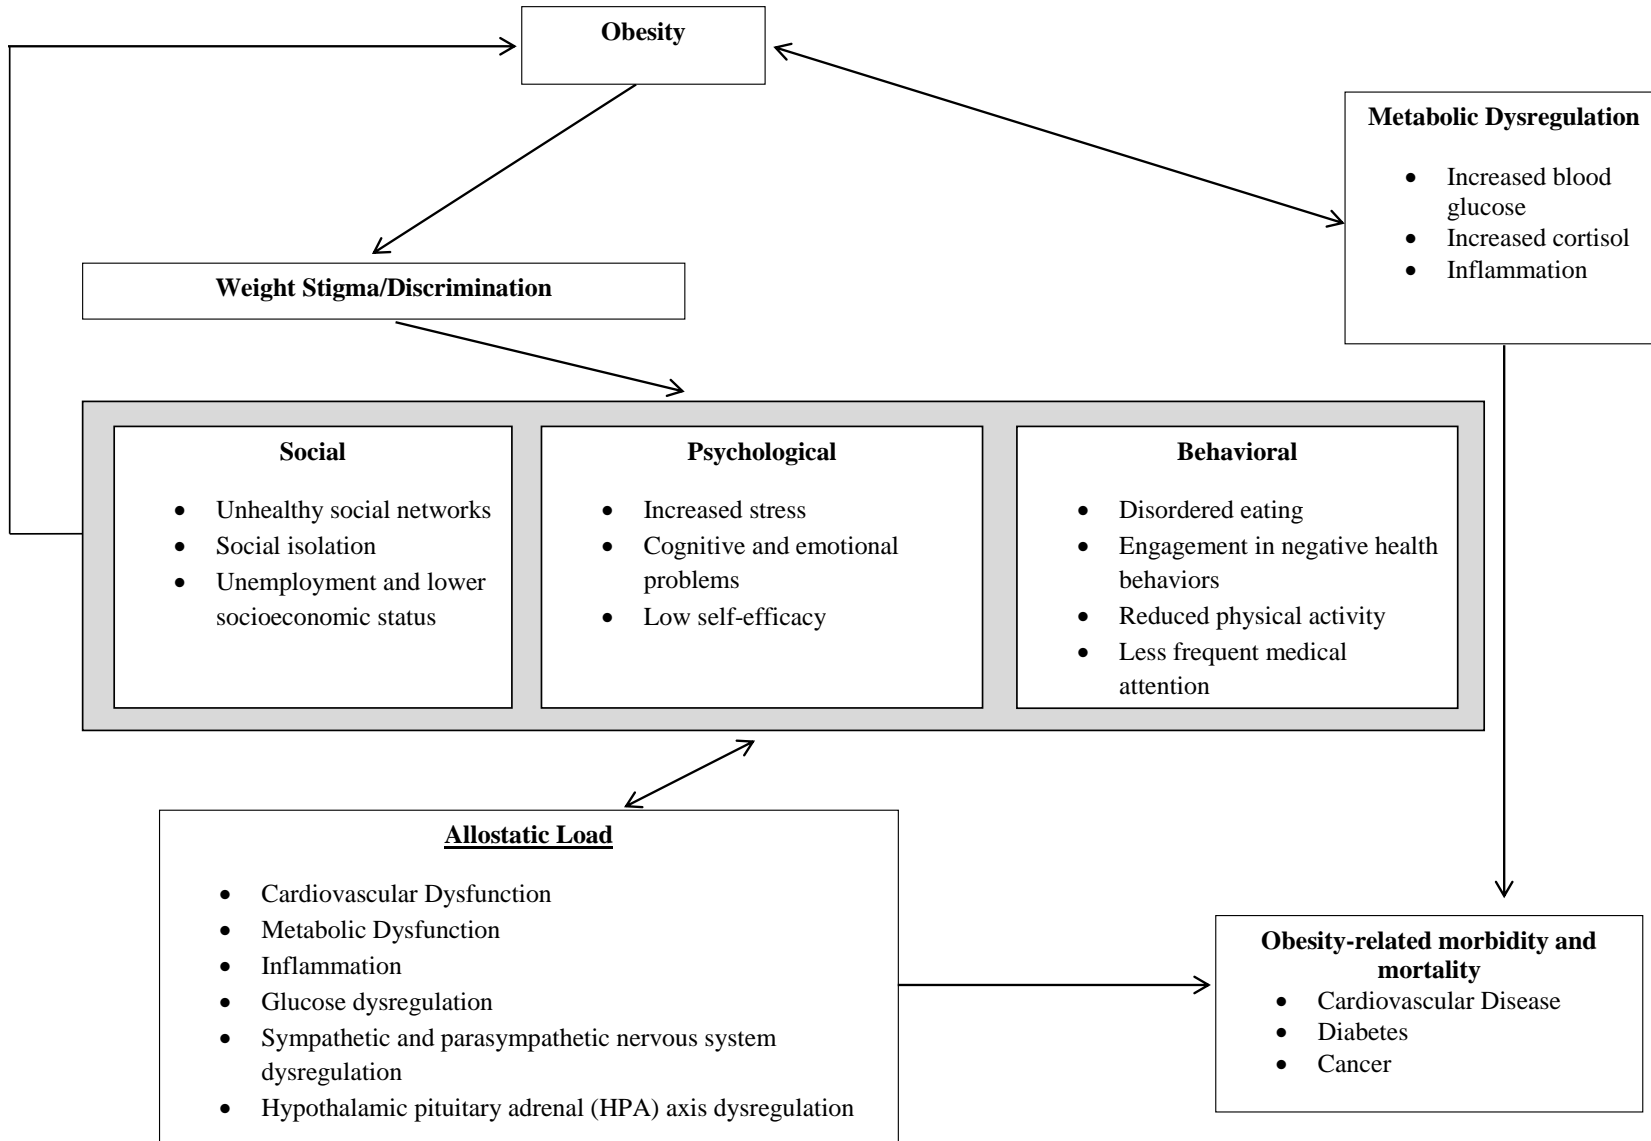 Obesity
Metabolic Dysregulation
• Increased blood
glucose
• Increased cortisol
• Inflammation
Weight Stigma/Discrimination
Social
• Unhealthy social networks
• Social isolation
• Unemployment and lower
socioeconomic status
Psychological
• Increased stress
• Cognitive and emotional
problems
• Low self-efficacy
Behavioral
• Disordered eating
• Engagement in negative health
behaviors
• Reduced physical activity
• Less frequent medical
attention
Allostatic Load
• Cardiovascular Dysfunction
• Metabolic Dysfunction
• Inflammation
• Glucose dysregulation
• Sympathetic and parasympathetic nervous system
dysregulation
• Hypothalamic pituitary adrenal (HPA) axis dysregulation
Obesity-related morbidity and
mortality
• Cardiovascular Disease
• Diabetes
• Cancer